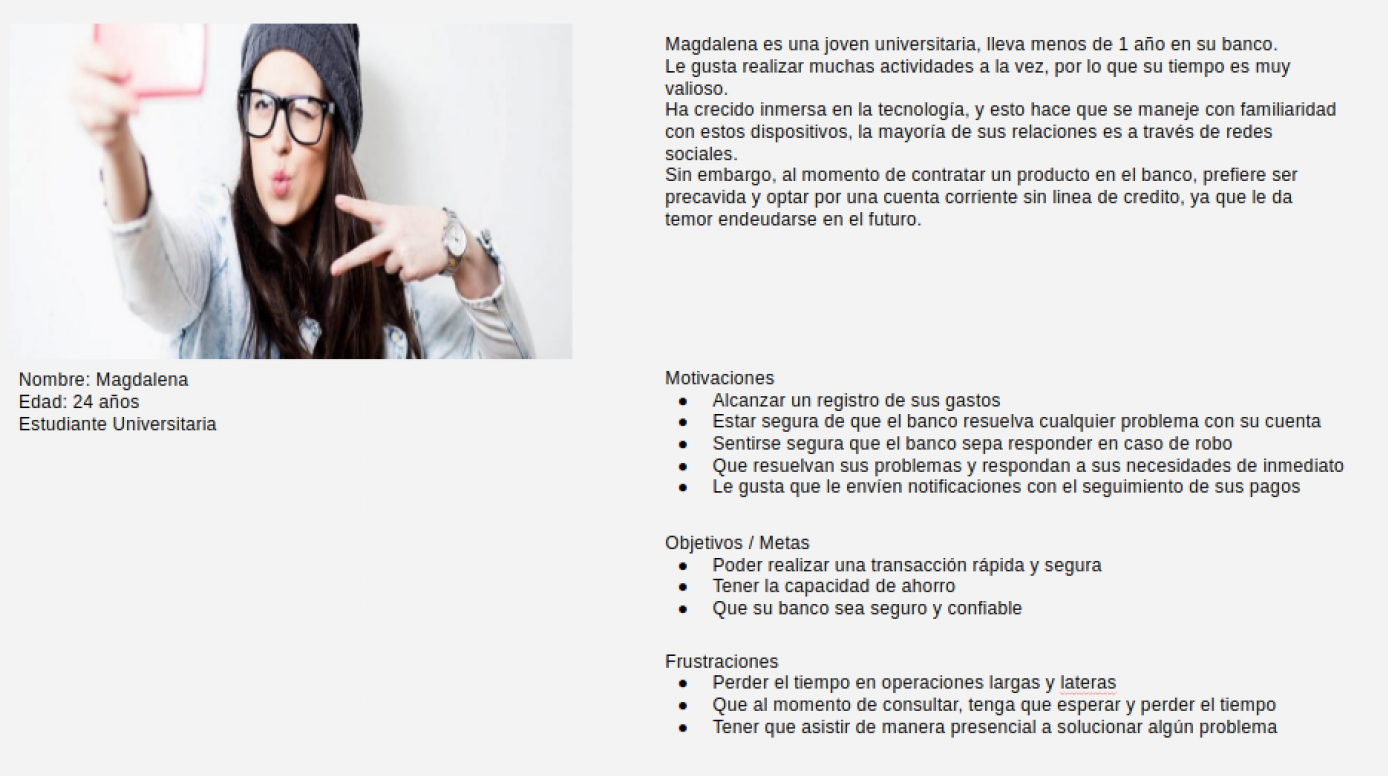 Magdalena es una joven universitaria, lleva menos de 1 año en su banco.
Le gusta realizar muchas actividades a la vez, por lo que su tiempo es muy
valioso.
Ha crecido inmersa en la tecnología, y esto hace que se maneje con familiaridad
con estos dispositivos, la mayoría de sus relaciones es a través de redes
sociales.
Sin embargo, al momento de contratar un producto en el banco, prefiere ser
precavida y optar por una cuenta corriente sin linea de credito, ya que le da
temor endeudarse en el futuro.
Nombre: Magdalena
Edad: 24 años
Estudiante Universitaria
Motivaciones
● Alcanzar un registro de sus gastos
● Estar segura de que el banco resuelva cualquier problema con su cuenta
● Sentirse segura que el banco sepa responder en caso de robo
● Que resuelvan sus problemas y respondan a sus necesidades de inmediato
● Le gusta que le envíen notificaciones con el seguimiento de sus pagos
Objetivos / Metas
● Poder realizar una transacción rápida y segura
● Tener la capacidad de ahorro
● Que su banco sea seguro y confiable
Frustraciones
● Perder el tiempo en operaciones largas y lateras
● Que al momento de consultar, tenga que esperar y perder el tiempo
● Tener que asistir de manera presencial a solucionar algún problema